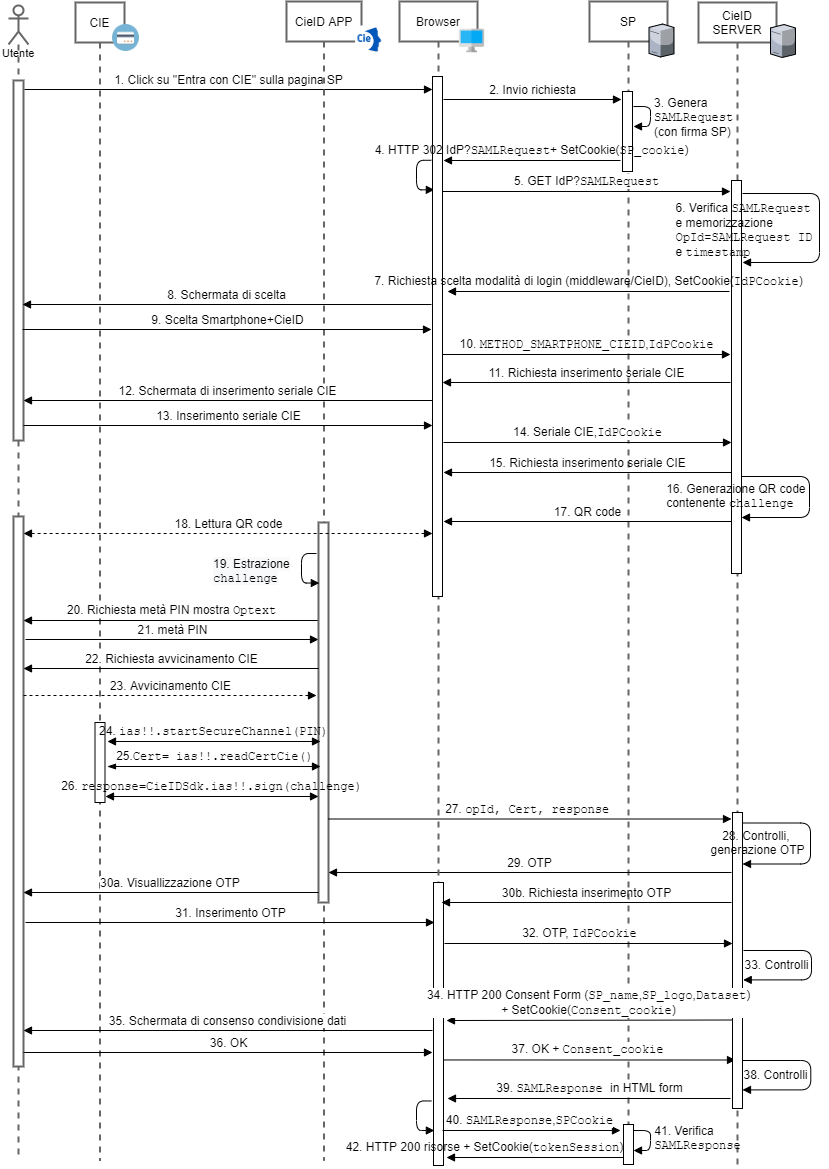 CIE
CieID APP
Cie
Browser
SP
CieID
SERVER
Utente
1. Click su "Entra con CIE" sulla pagina SP
2. Invio richiesta
3. Genera
SAMLRequest
(con firma SP)
4. HTTP 302 IdP?SAMLRequest+ SetCookie(SP_cookie)
5. GET IdP?SAMLRequest
6. Verifica SAMLRequest
e memorizzazione
OpId=SAMLRequest ID
e timestamp
7. Richiesta scelta modalità di login (middleware/CieID), SetCookie(IdPCookie)
8. Schermata di scelta
9. Scelta Smartphone+CieID
10. METHOD_SMARTPHONE_CIEID,IdPCookie
11. Richiesta inserimento seriale CIE
12. Schermata di inserimento seriale CIE
13. Inserimento seriale CIE
14. Seriale CIE,IdPCookie
15. Richiesta inserimento seriale CIE
16. Generazione QR code
contenente challenge
17. QR code
18. Lettura QR code
19. Estrazione
challenge
20. Richiesta metà PIN mostra Optext
21. metà PIN
22. Richiesta avvicinamento CIE
23. Avvicinamento CIE
24. ias!!.startSecureChannel(PIN)
25.Cert= ias!!.readCertCie()
26. response=CieIDSdk.ias!!.sign(challenge)
27. opId, Cert, response
28. Controlli,
generazione OTP
29. OTP
30a. Visuallizzazione OTP
30b. Richiesta inserimento OTP
31. Inserimento OTP
32. OTP, IdPCookie
33. Controlli
34. HTTP 200 Consent Form (SP_name,SP_logo,Dataset)
+ SetCookie(Consent_cookie)
35. Schermata di consenso condivisione dati
36. OK
37. OK + Consent_cookie
38. Controlli
39. SAMLResponse in HTML form
40. SAMLResponse,SPCookie
41. Verifica
SAMLResponse
42. HTTP 200 risorse + SetCookie(tokenSession)